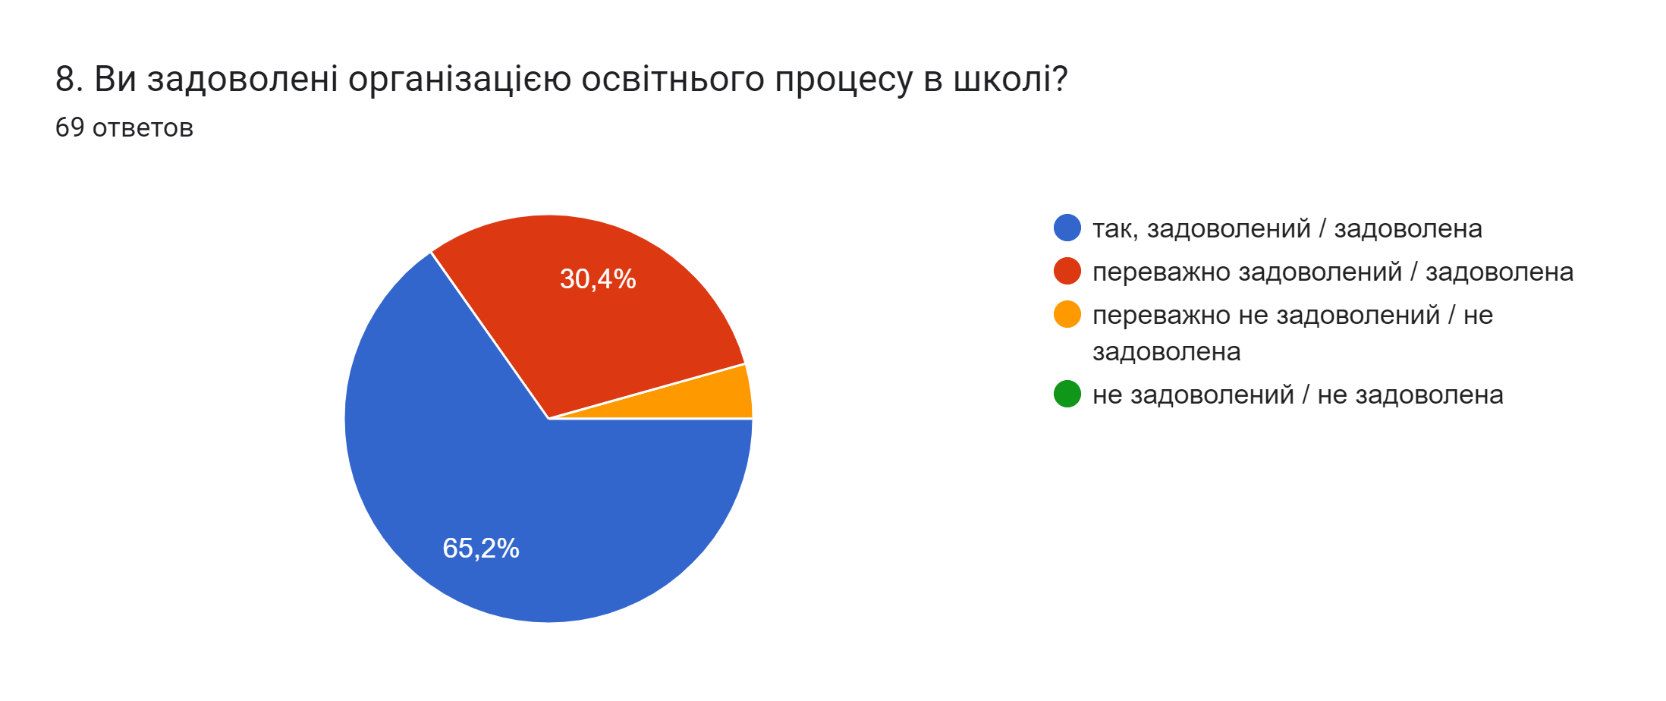 8. Ви задоволені організацією освітнього процесу в школі?
69 ответов
30,4%
65,2%
так, задоволений / задоволена
переважно задоволений / задоволена
переважно не задоволений / не
задоволена
не задоволений / не задоволена